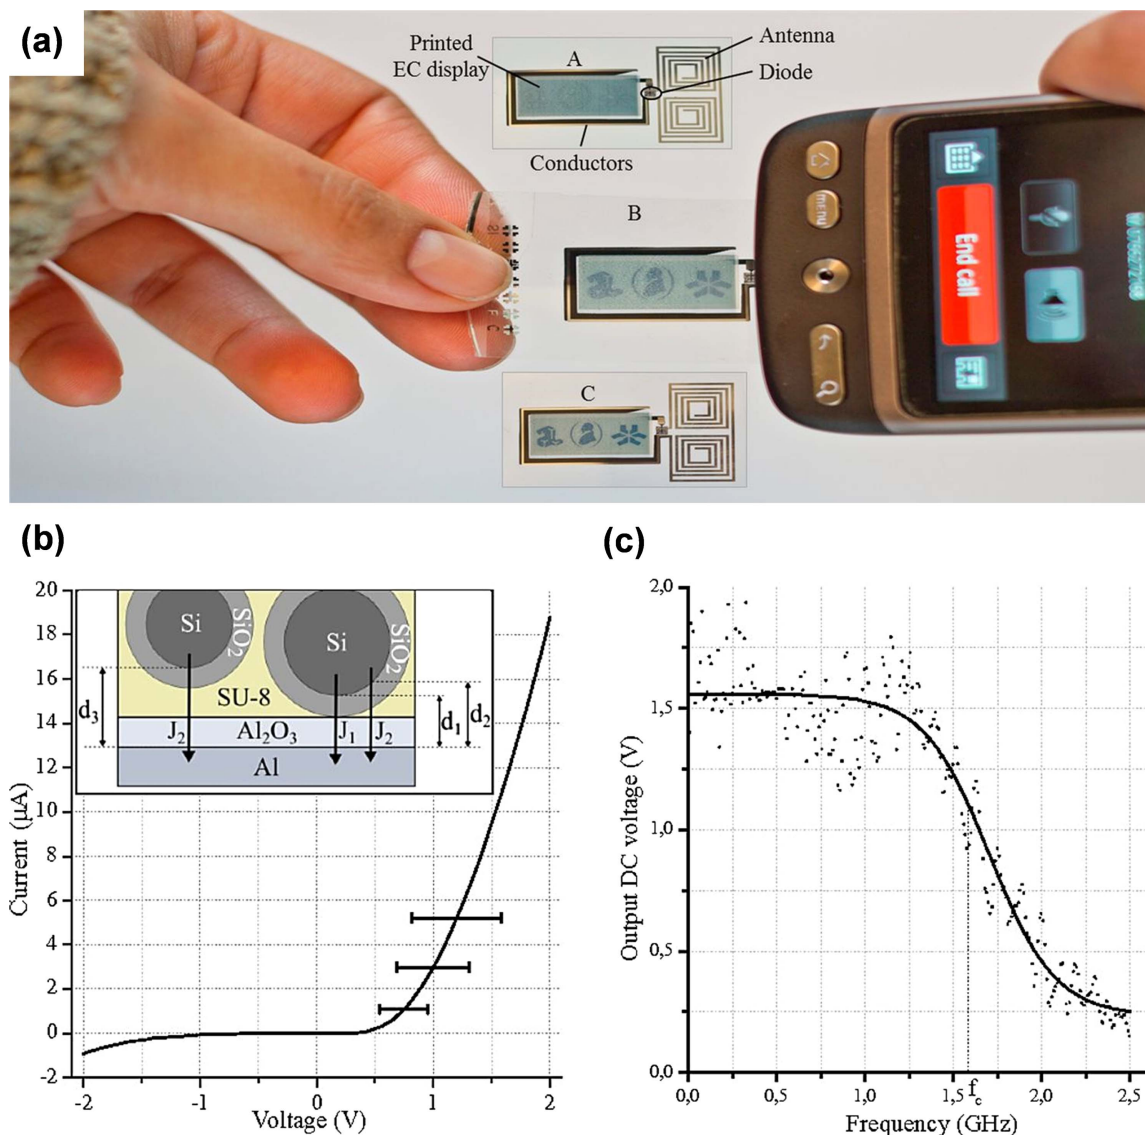 (a)
Printed
EC display
A
Antenna
Diode
Conductors
B
menu
End call
C
(b)
(c)
20
18
16
14
12
10
8
6
4
2
0
-2
Current (μA)
-2
-1
0
1
2
Voltage (V)
Si
SiO2
Si
SiO2
SU-8
d3
d1
d2
J2
Al2O3
J1
J2
Al
2,0
1,5
1,0
0,5
0,0
Output DC voltage (V)
0,0
0,5
1,0
1,5
fc
2,0
2,5
Frequency (GHz)